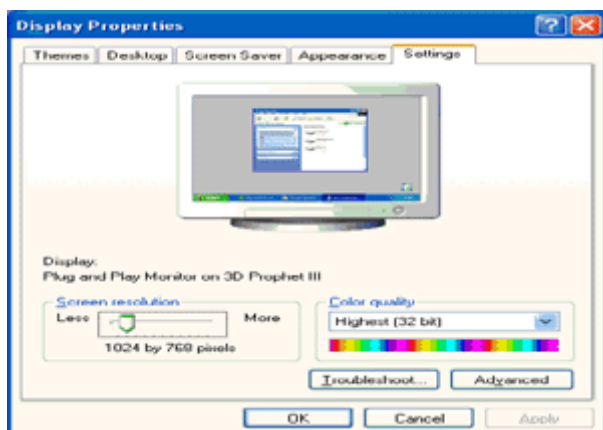 Display Properties
Themes Desktop Screen Saver Appearance Settings
Display:
Plug and Play Monitor on 3D Prophet III
Screen resolution
Less More
1024 by 768 pixels
Color quality
Highest (32 bit)
Troubleshoot... Advanced
OK Cancel Apply